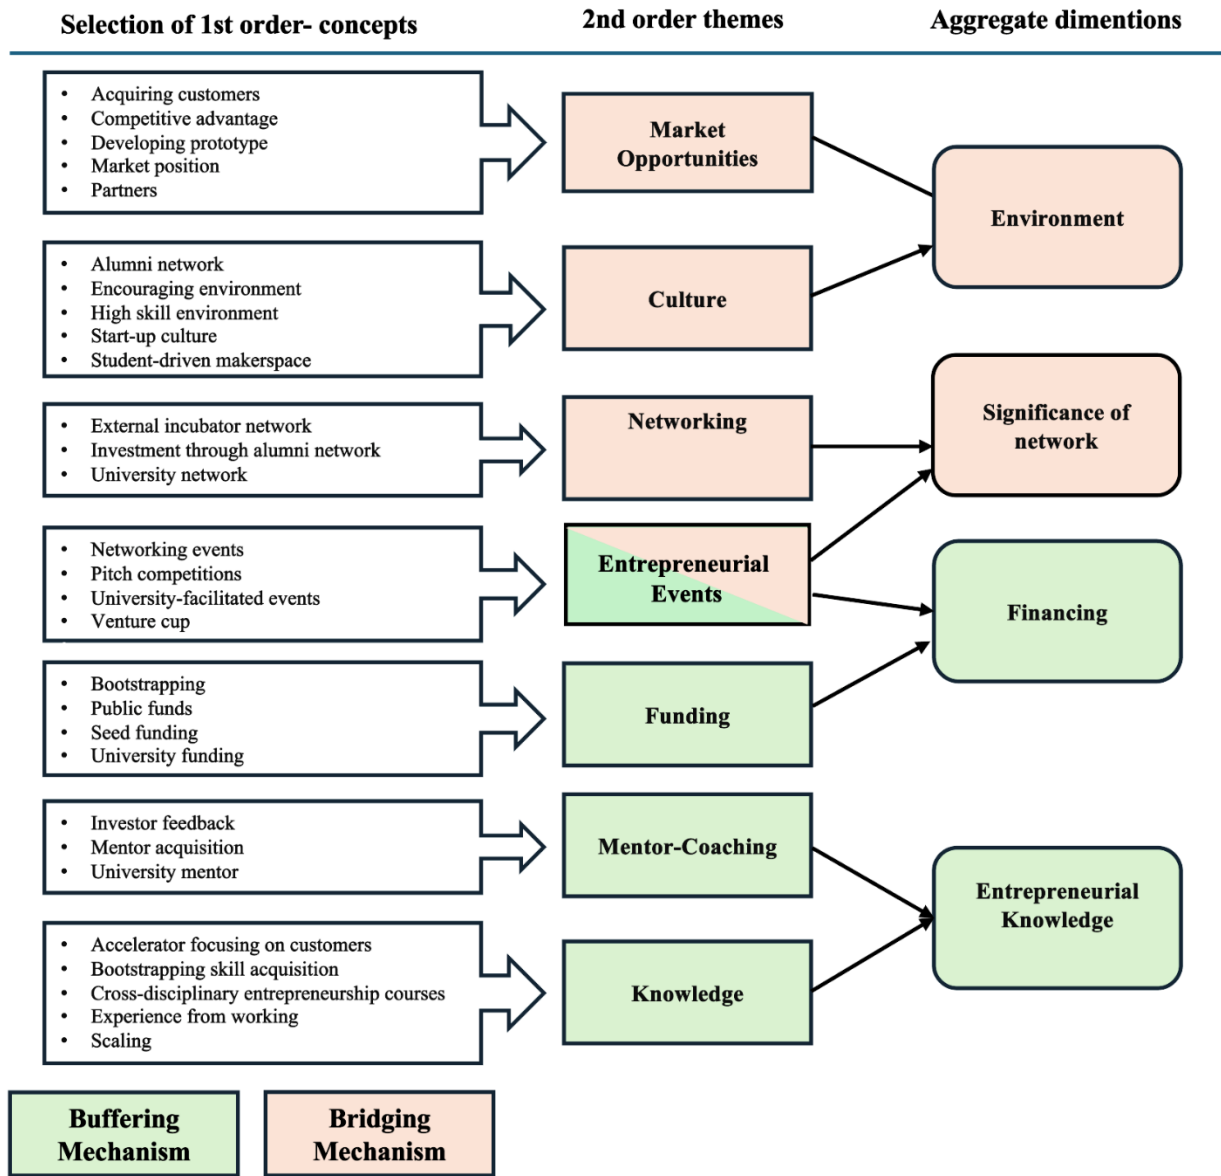 Selection of 1st order- concepts
2nd order themes
Aggregate dimentions
• Acquiring customers
• Competitive advantage
• Developing prototype
• Market position
• Partners
Market
Opportunities
Environment
• Alumni network
• Encouraging environment
• High skill environment
• Start-up culture
• Student-driven makerspace
Culture
• External incubator network
• Investment through alumni network
• University network
Networking
Significance of
network
• Networking events
• Pitch competitions
• University-facilitated events
• Venture cup
Entrepreneurial
Events
Financing
• Bootstrapping
• Public funds
• Seed funding
• University funding
Funding
• Investor feedback
• Mentor acquisition
• University mentor
Mentor-Coaching
Entrepreneurial
Knowledge
• Accelerator focusing on customers
• Bootstrapping skill acquisition
• Cross-disciplinary entrepreneurship courses
• Experience from working
• Scaling
Knowledge
Buffering
Mechanism
Bridging
Mechanism